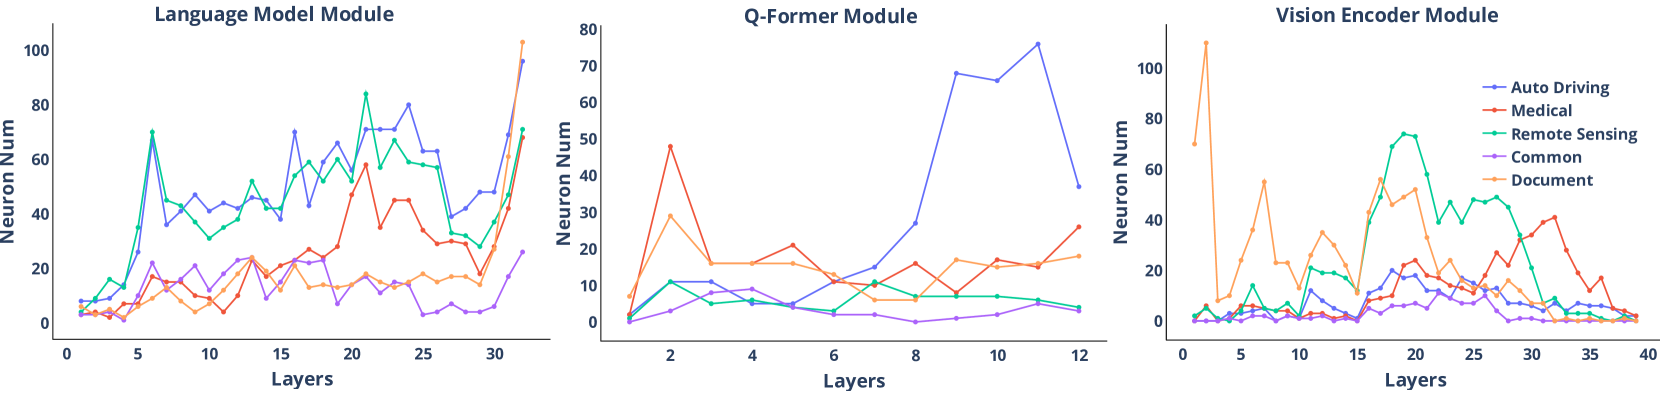 Language Model Module
Neuron Num
100
80
60
40
20
0
0 5 10 15 20 25 30
Layers
Q-Former Module
Neuron Num
80
70
60
50
40
30
20
10
0
2 4 6 8 10 12
Layers
Vision Encoder Module
Neuron Num
100
80
60
40
20
0
0 5 10 15 20 25 30 35 40
Layers
Auto Driving
Medical
Remote Sensing
Common
Document